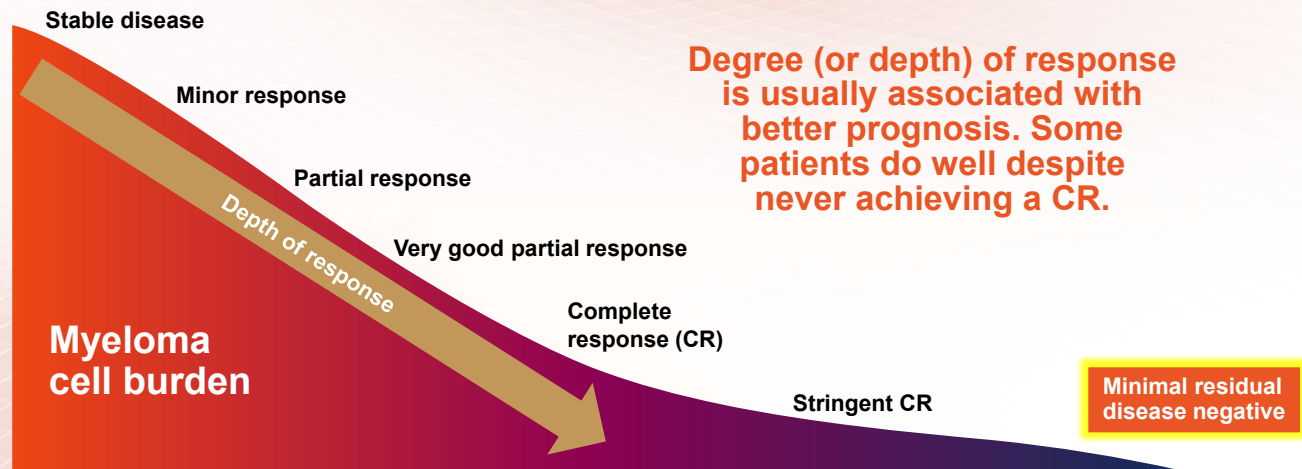 Stable disease
Minor response
Partial response
Very good partial response
Complete
response (CR)
Stringent CR
Minimal residual
disease negative
Depth of response
Myeloma
cell burden
Degree (or depth) of response
is usually associated with
better prognosis. Some
patients do well despite
never achieving a CR.